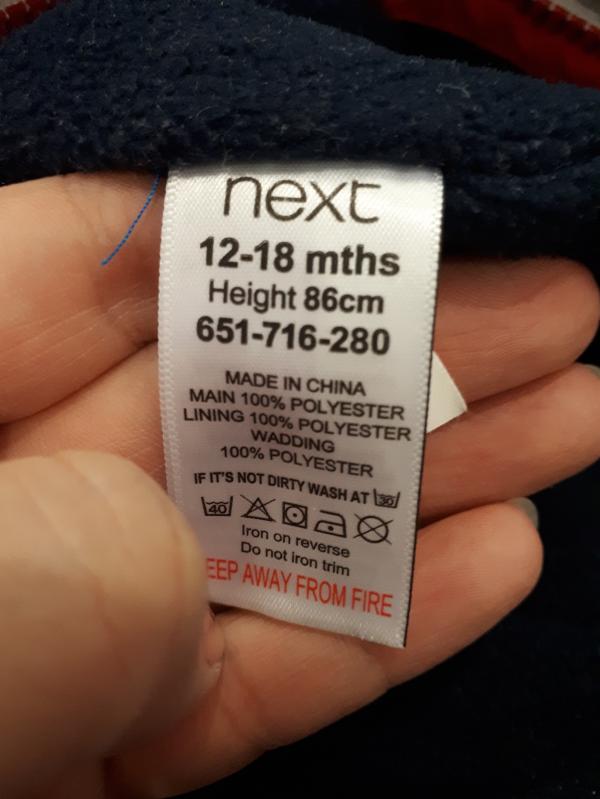 next
12-18 mths
Height 86cm
651-716-280
MADE IN CHINA
MAIN 100% POLYESTER
LINING 100% POLYESTER
WADDING
100% POLYESTER
IF IT'S NOT DIRTY WASH AT 30
40
Iron on reverse
Do not iron trim
EEP AWAY FROM FIRE